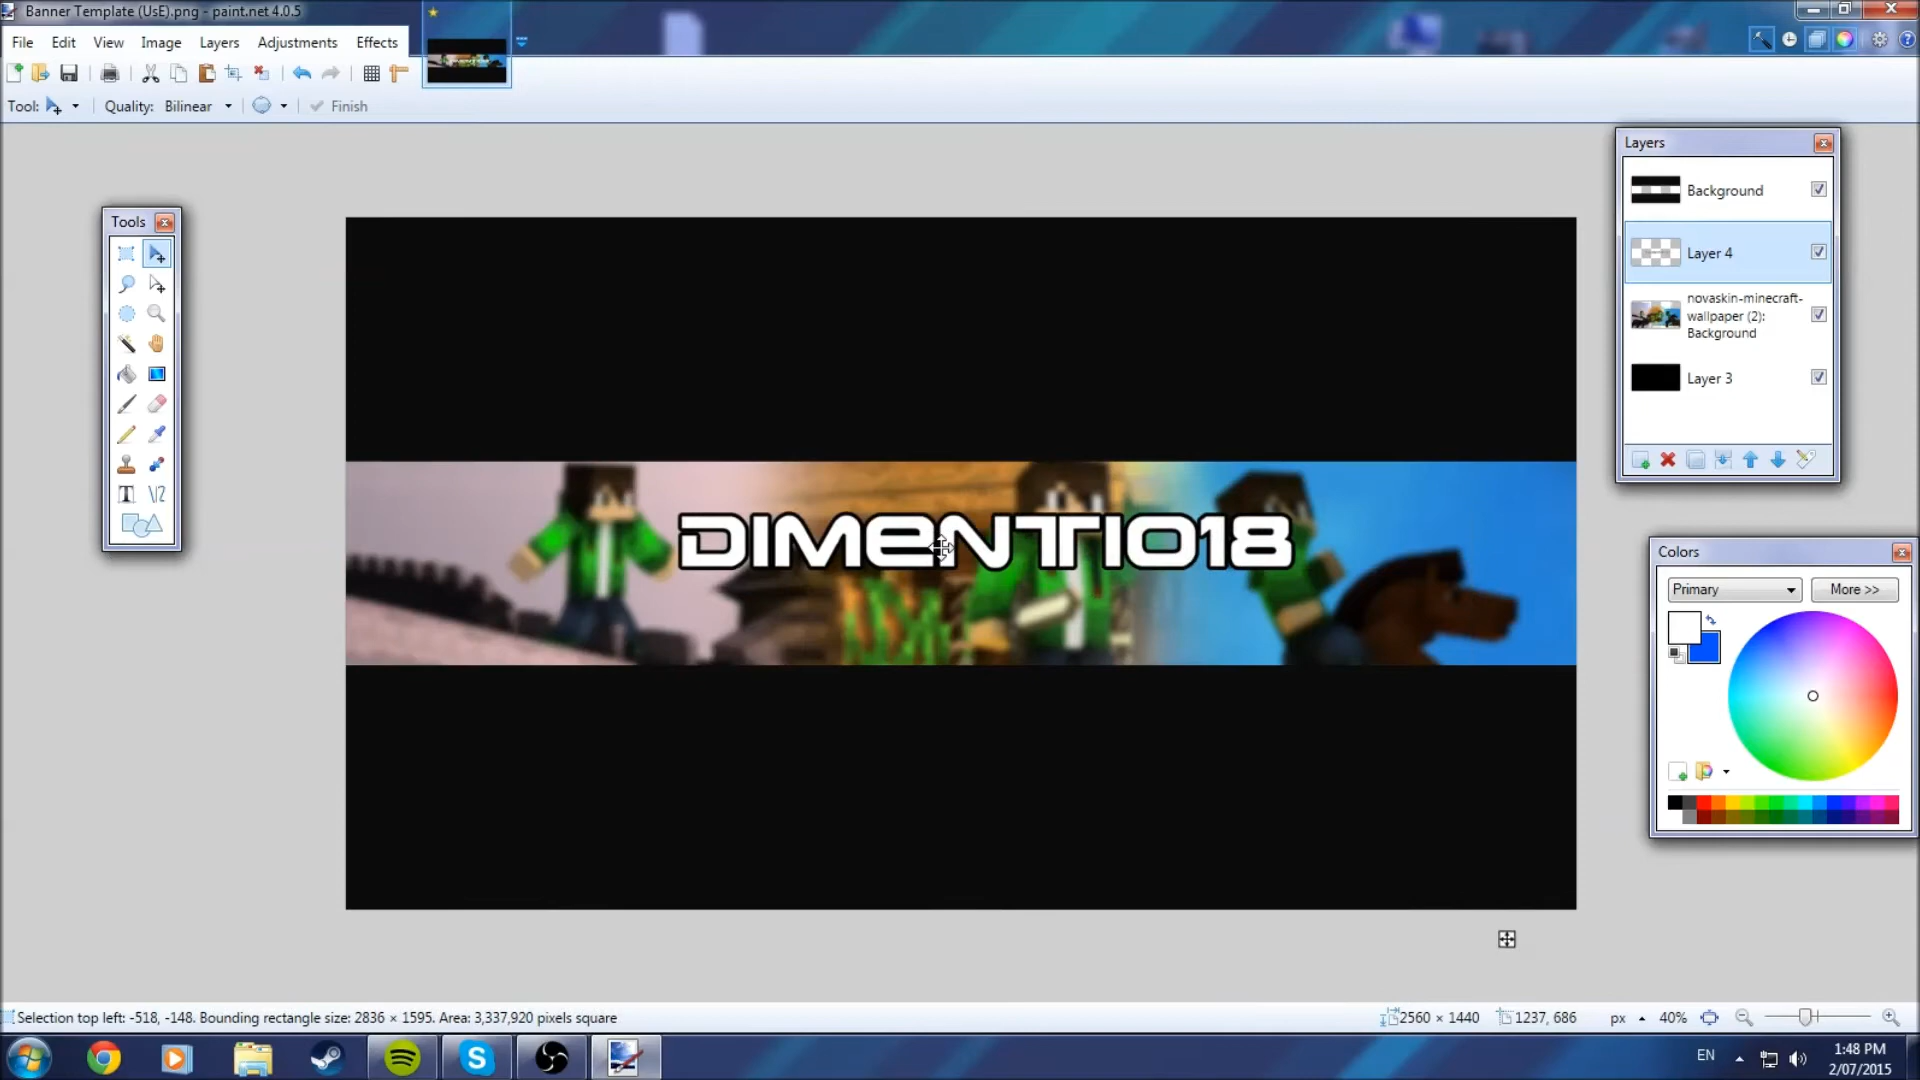 Banner Template (UsE).png - paint.net 4.0.5
File Edit View Image Layers Adjustments Effects
Tool: Quality: Bilinear Finish
Layers
Background
Layer 4
novaskin-minecraft-
wallpaper (2):
Background
Layer 3
Tools
DIMENTIO18
Colors
Primary More >>
Selection top left: -518, -148. Bounding rectangle size: 2836 × 1595. Area: 3,337,920 pixels square
2560 × 1440 1237, 686 px 40%
EN
1:48 PM
2/07/2015